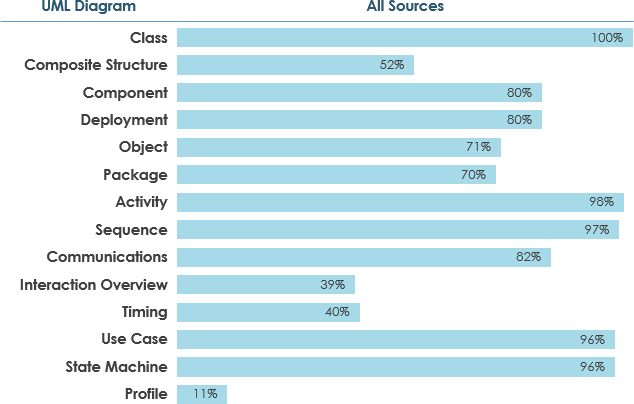 UML Diagram All Sources
Class 100%
Composite Structure 52%
Component 80%
Deployment 80%
Object 71%
Package 70%
Activity 98%
Sequence 97%
Communications 82%
Interaction Overview 39%
Timing 40%
Use Case 96%
State Machine 96%
Profile 11%